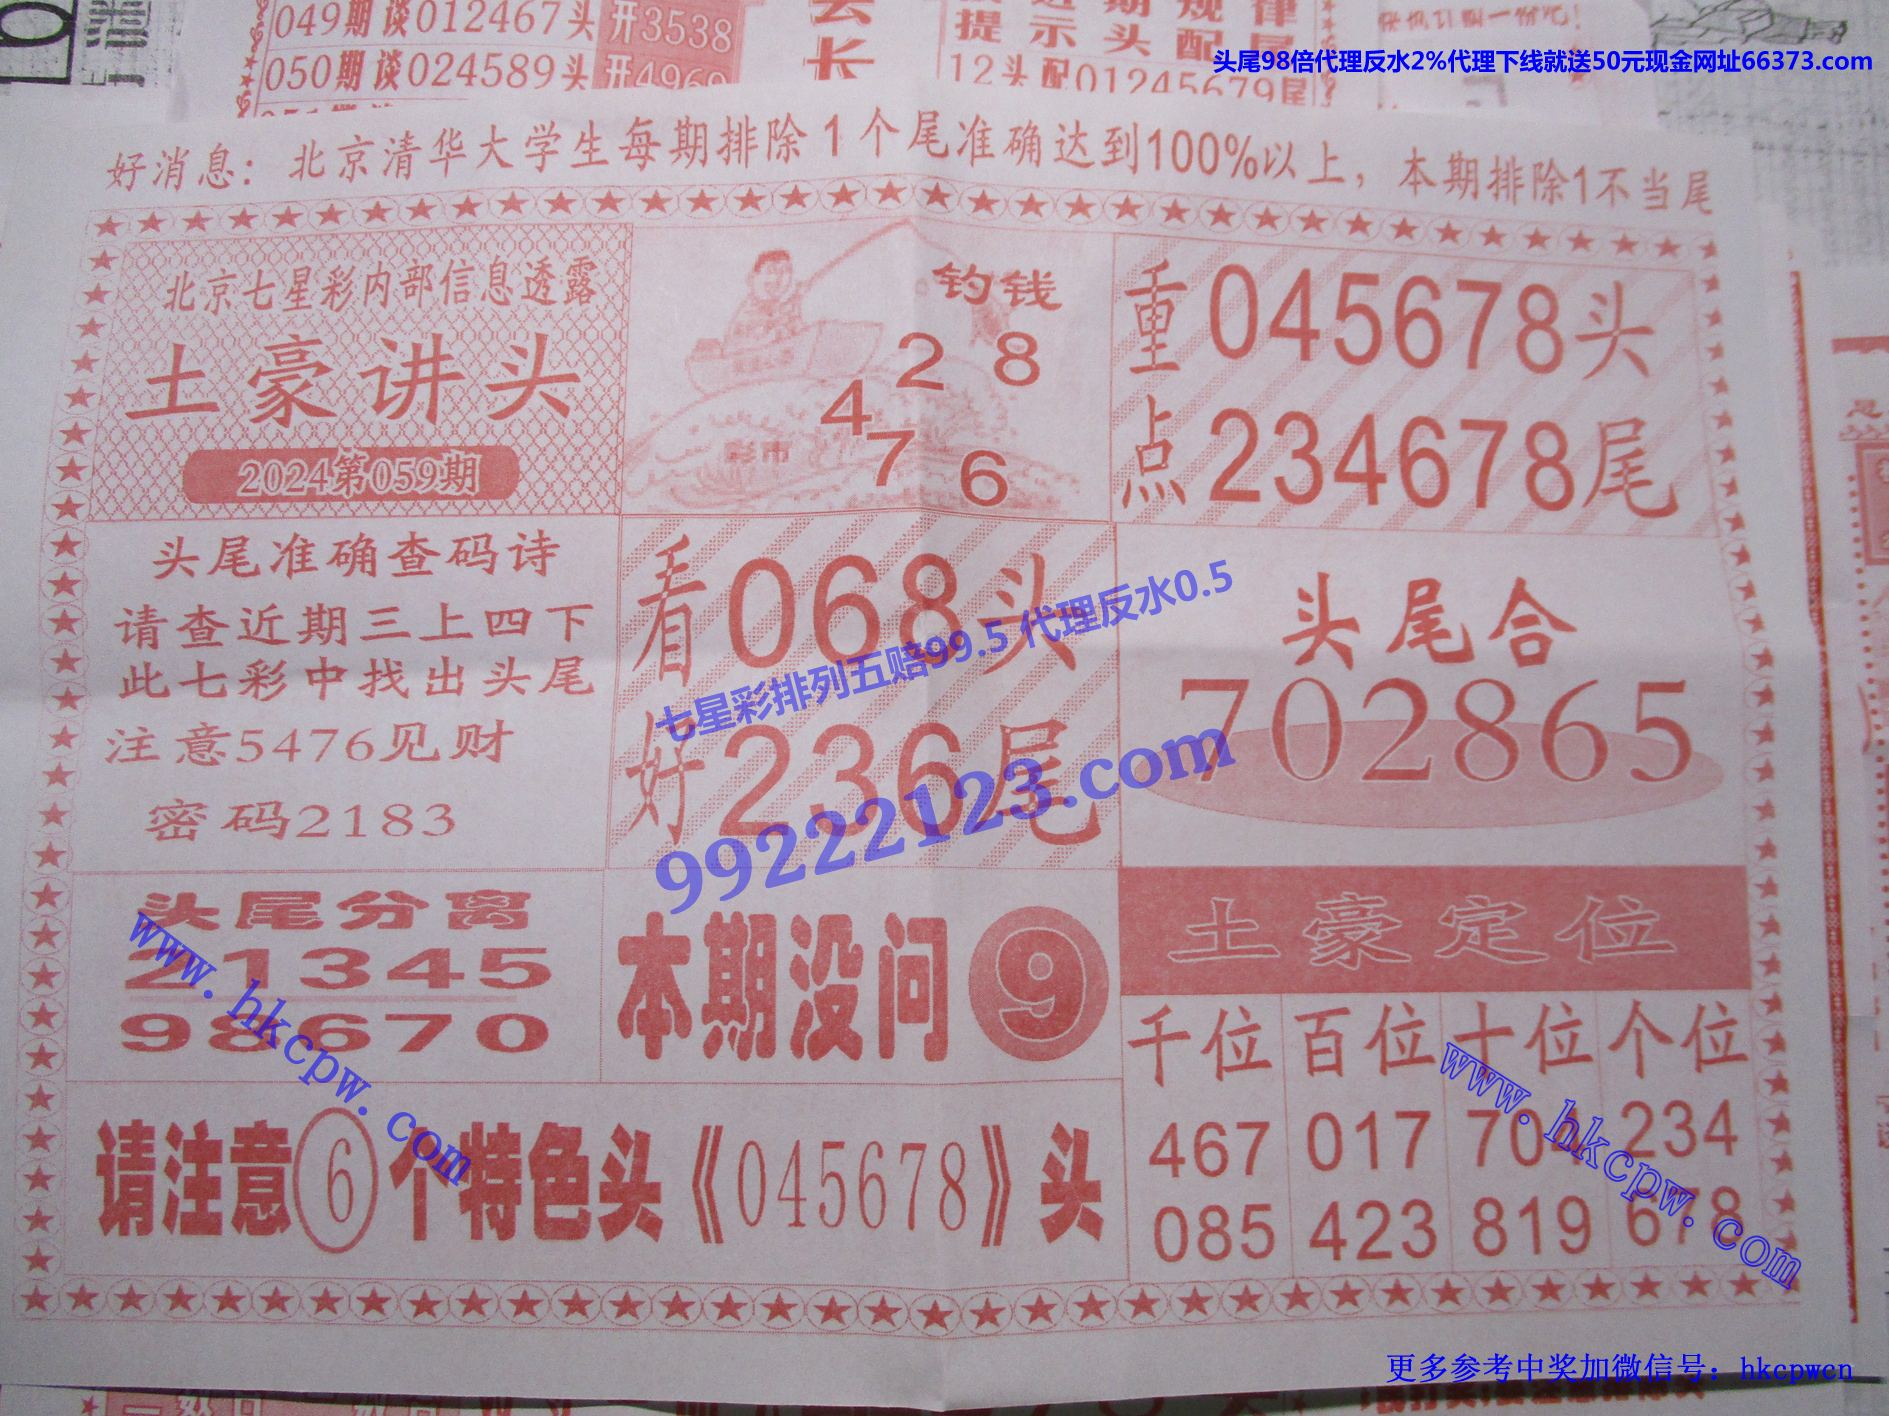 049期谈012467头 开3538
050期谈024589头 开4969
长
提示头配尾
12头配01245679尾
头尾98倍代理反水2%代理下线就送50元现金网址66373.com
好消息：北京清华大学生每期排除1个尾准确达到100%以上，本期排除1不当尾
北京七星彩内部信息透露
土豪讲头
2024第059期
钓钱
2 8
4
7 6
彩市
重045678头
点234678尾
头尾准确查码诗
请查近期三上四下
此七彩中找出头尾
注意5476见财
密码2183
看068头
好236尾
七星彩排列五赔99.5 代理反水0.5
99222123.com
头尾合
702865
头尾分离
21345
98670
www.hkcpw.com
本期没问9
土豪定位
千位 百位 十位 个位
467 017 704 234
085 423 819 678
www.hkcpw.com
请注意6个特色头《045678》头
更多参考中奖加微信号：hkcpwcn